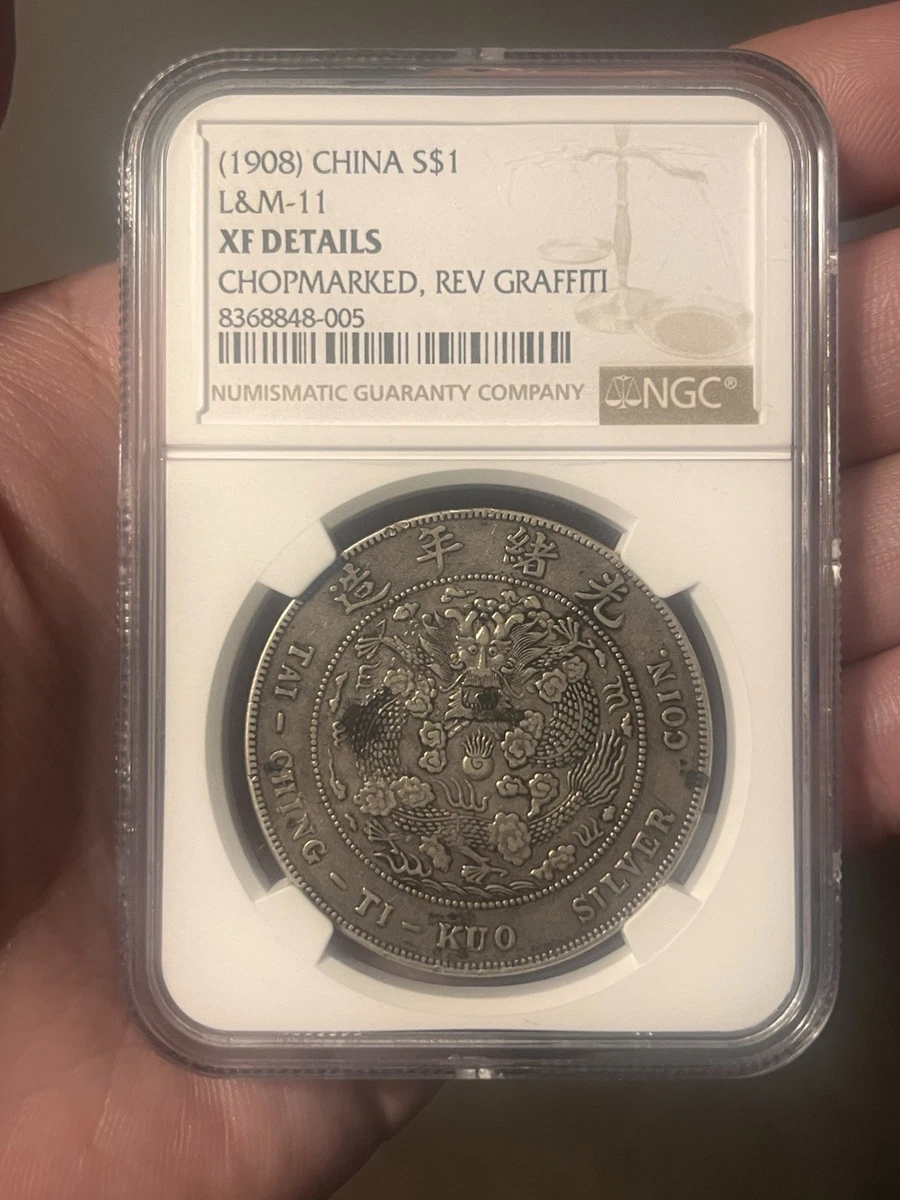 (1908) CHINA S$1
L&M-11
XF DETAILS
CHOPMARKED, REV GRAFFITI
8368848-005
NUMISMATIC GUARANTY COMPANY
NGC®
光緒年造
TAI-CHING-TI-KUO SILVER COIN.